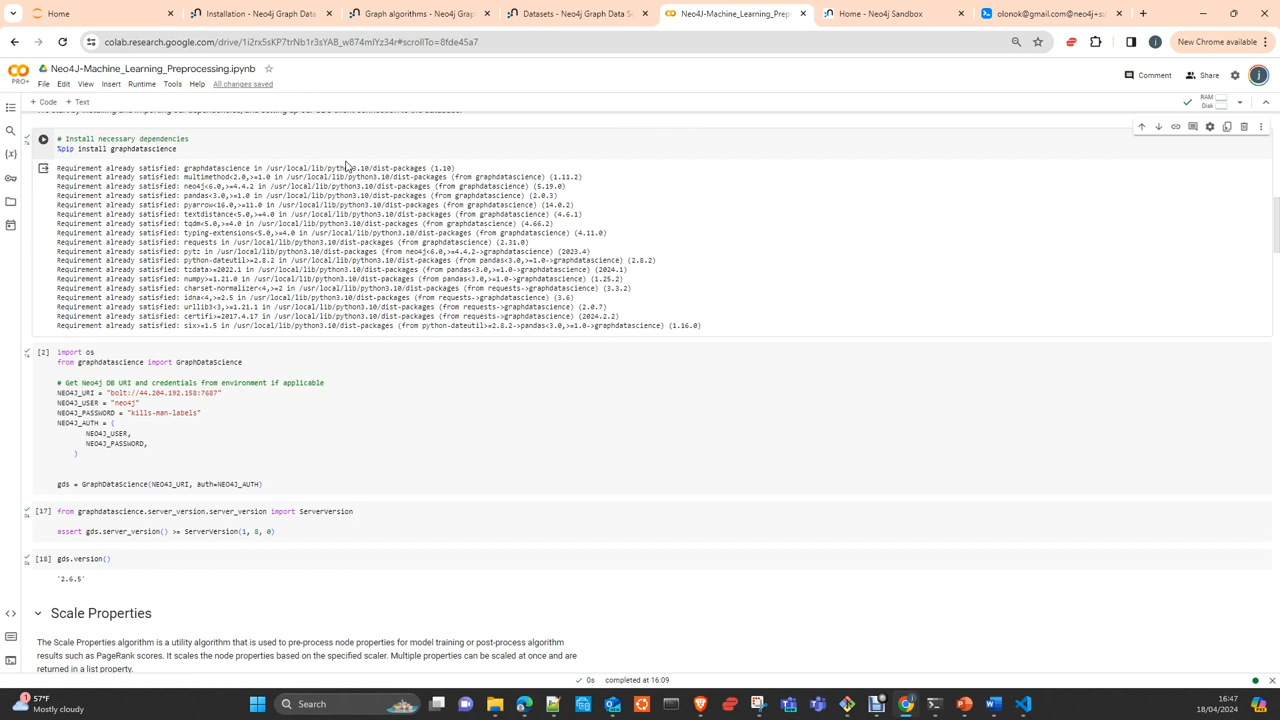 Home
Installation - Neo4j Graph Data
Graph algorithms - Neo4j Grap
Datasets - Neo4j Graph Data S
Neo4J-Machine_Learning_Prep
Home - Neo4j Sandbox
olonok@gmail.com@neo4j+s
colab.research.google.com/drive/1i2rx5sKP7trNb1r3sYAB_w874mIYz34r#scrollTo=8fde45a7
New Chrome available
PRO+
Neo4J-Machine_Learning_Preprocessing.ipynb
File Edit View Insert Runtime Tools Help All changes saved
Comment
Share
+ Code + Text
RAM
Disk
# Install necessary dependencies
%pip install graphdatascience
Requirement already satisfied: graphdatascience in /usr/local/lib/python3.10/dist-packages (1.10)
Requirement already satisfied: multimethod<2.0,>=1.0 in /usr/local/lib/python3.10/dist-packages (from graphdatascience) (1.11.2)
Requirement already satisfied: neo4j<6.0,>=4.4.2 in /usr/local/lib/python3.10/dist-packages (from graphdatascience) (5.19.0)
Requirement already satisfied: pandas<3.0,>=1.0 in /usr/local/lib/python3.10/dist-packages (from graphdatascience) (2.0.3)
Requirement already satisfied: pyarrow<16.0,>=11.0 in /usr/local/lib/python3.10/dist-packages (from graphdatascience) (14.0.2)
Requirement already satisfied: textdistance<5.0,>=4.0 in /usr/local/lib/python3.10/dist-packages (from graphdatascience) (4.6.1)
Requirement already satisfied: tqdm<5.0,>=4.0 in /usr/local/lib/python3.10/dist-packages (from graphdatascience) (4.66.2)
Requirement already satisfied: typing-extensions<5.0,>=4.0 in /usr/local/lib/python3.10/dist-packages (from graphdatascience) (4.11.0)
Requirement already satisfied: requests in /usr/local/lib/python3.10/dist-packages (from graphdatascience) (2.31.0)
Requirement already satisfied: pytz in /usr/local/lib/python3.10/dist-packages (from neo4j<6.0,>=4.4.2->graphdatascience) (2023.4)
Requirement already satisfied: python-dateutil>=2.8.2 in /usr/local/lib/python3.10/dist-packages (from pandas<3.0,>=1.0->graphdatascience) (2.8.2)
Requirement already satisfied: tzdata>=2022.1 in /usr/local/lib/python3.10/dist-packages (from pandas<3.0,>=1.0->graphdatascience) (2024.1)
Requirement already satisfied: numpy>=1.21.0 in /usr/local/lib/python3.10/dist-packages (from pandas<3.0,>=1.0->graphdatascience) (1.25.2)
Requirement already satisfied: charset-normalizer<4,>=2 in /usr/local/lib/python3.10/dist-packages (from requests->graphdatascience) (3.3.2)
Requirement already satisfied: idna<4,>=2.5 in /usr/local/lib/python3.10/dist-packages (from requests->graphdatascience) (3.6)
Requirement already satisfied: urllib3<3,>=1.21.1 in /usr/local/lib/python3.10/dist-packages (from requests->graphdatascience) (2.0.7)
Requirement already satisfied: certifi>=2017.4.17 in /usr/local/lib/python3.10/dist-packages (from requests->graphdatascience) (2024.2.2)
Requirement already satisfied: six>=1.5 in /usr/local/lib/python3.10/dist-packages (from python-dateutil>=2.8.2->pandas<3.0,>=1.0->graphdatascience) (1.16.0)
[2] import os
from graphdatascience import GraphDataScience
# Get Neo4j DB URI and credentials from environment if applicable
NEO4J_URI = "bolt://44.204.192.158:7687"
NEO4J_USER = "neo4j"
NEO4J_PASSWORD = "kills-man-labels"
NEO4J_AUTH = (
NEO4J_USER,
NEO4J_PASSWORD,
)
gds = GraphDataScience(NEO4J_URI, auth=NEO4J_AUTH)
[17] from graphdatascience.server_version.server_version import ServerVersion
assert gds.server_version() >= ServerVersion(1, 8, 0)
[18] gds.version()
'2.6.5'
Scale Properties
The Scale Properties algorithm is a utility algorithm that is used to pre-process node properties for model training or post-process algorithm
results such as PageRank scores. It scales the node properties based on the specified scaler. Multiple properties can be scaled at once and are
returned in a list property.
0s completed at 16:09
57°F
Mostly cloudy
Search
16:47
18/04/2024